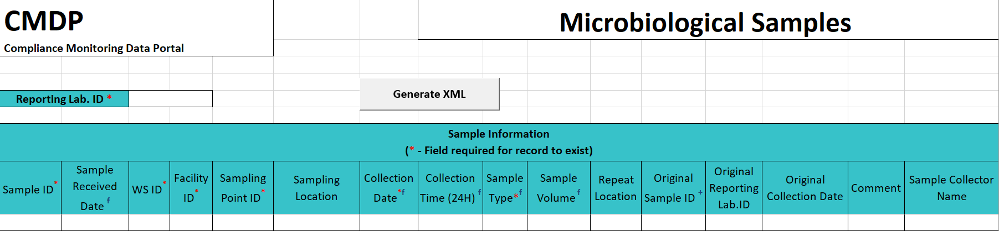 CMDP
Microbiological Samples
Compliance Monitoring Data Portal
Reporting Lab. ID *
Generate XML
Sample Information
(* - Field required for record to exist)
Sample ID*
Sample
Received
Date f
WS ID*
Facility
ID*
Sampling
Point ID*
Sampling
Location
Collection
Date*f
Collection
Time (24H) f
Sample
Type*f
Sample
Volume f
Repeat
Location
Original
Sample ID +
Original
Reporting
Lab.ID
Original
Collection Date
Comment
Sample Collector
Name